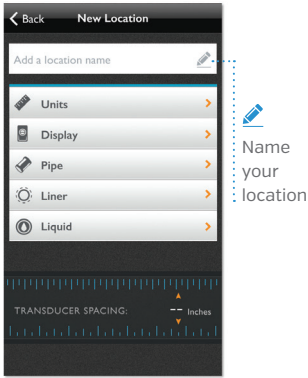 Back New Location
Add a location name
Units
Display
Pipe
Liner
Liquid
TRANSDUCER SPACING: -- Inches
Name
your
location